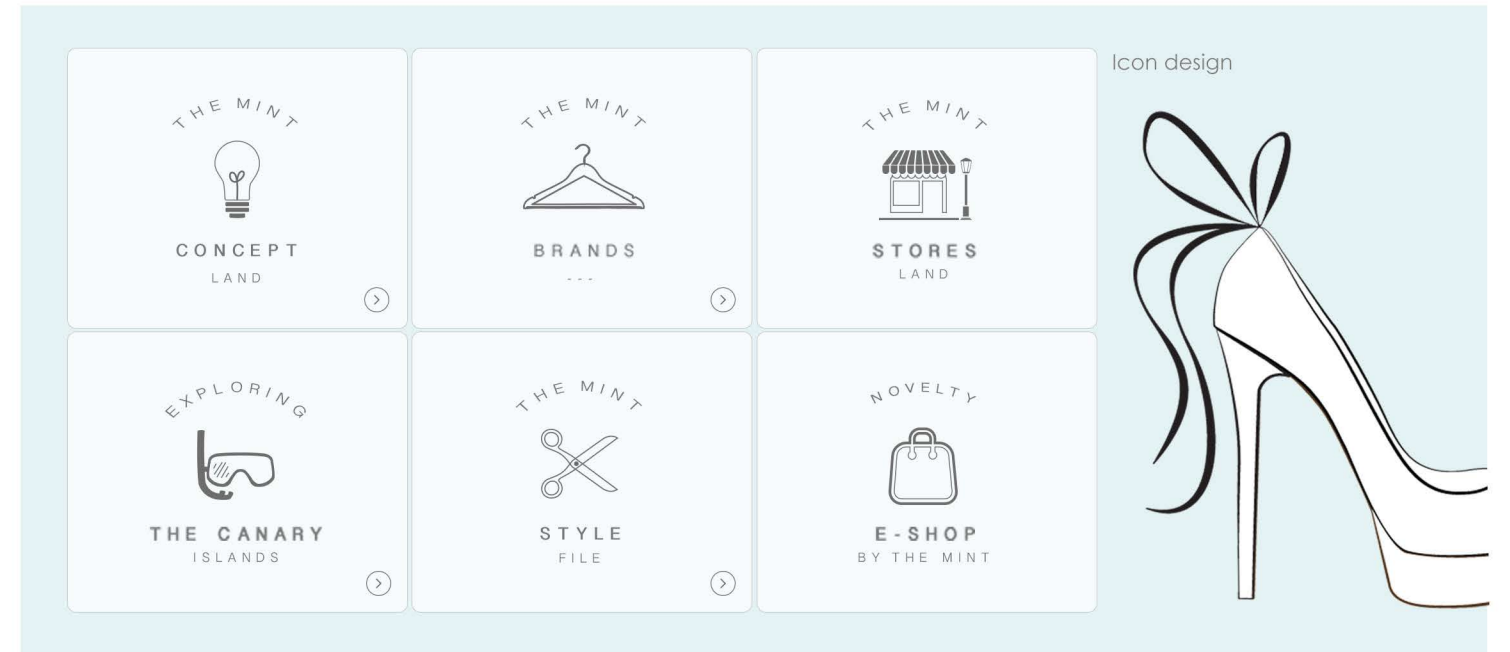 Icon design
THE MINT
CONCEPT
LAND
THE MINT
BRANDS
---
THE MINT
STORES
LAND
EXPLORING
THE CANARY
ISLANDS
THE MINT
STYLE
FILE
NOVELTY
E-SHOP
BY THE MINT